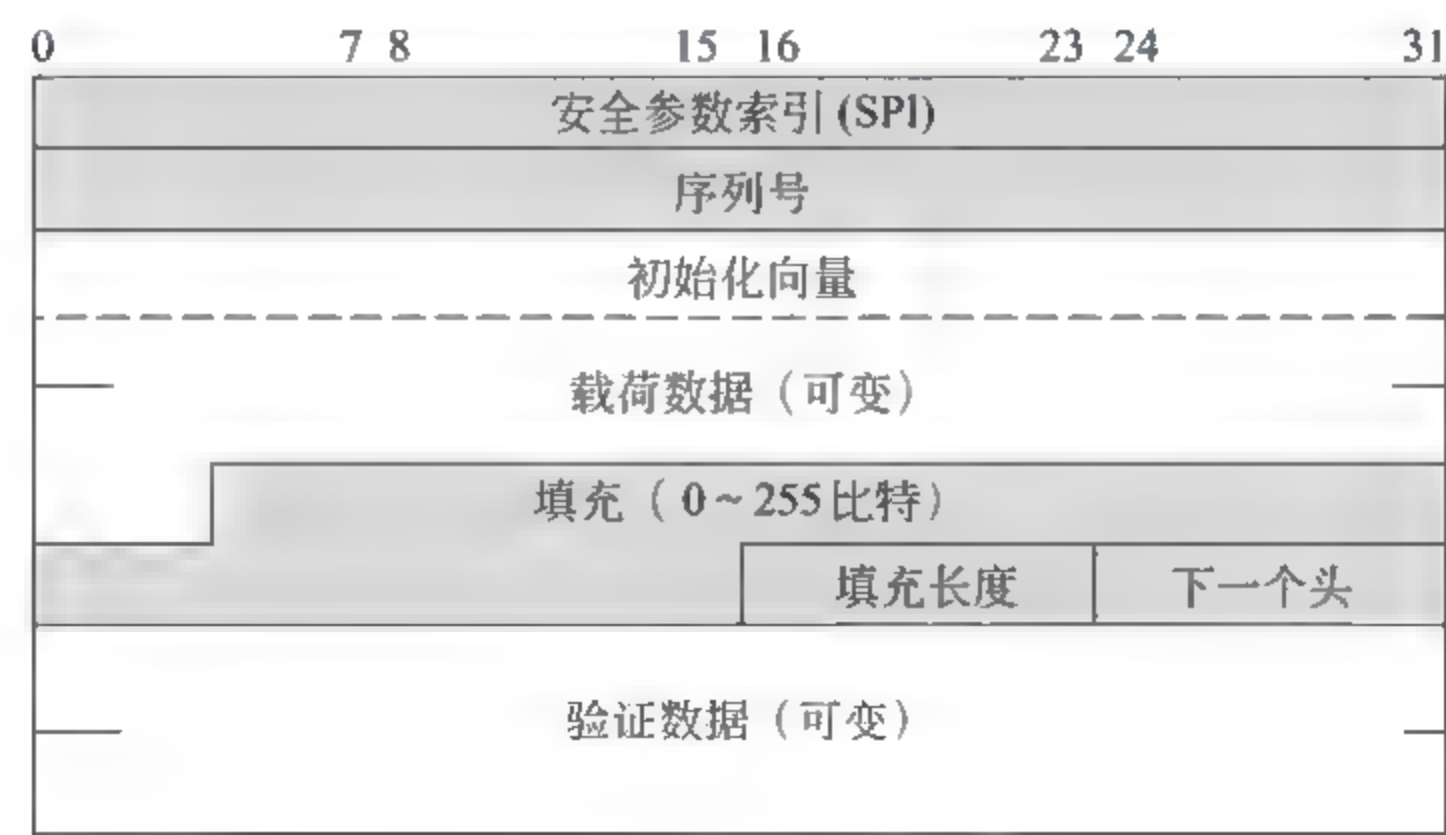 0 7 8 15 16 23 24 31
安全参数索引(SPI)
序列号
初始化向量
载荷数据（可变）
填充（0~255比特）
填充长度 下一个头
验证数据（可变）